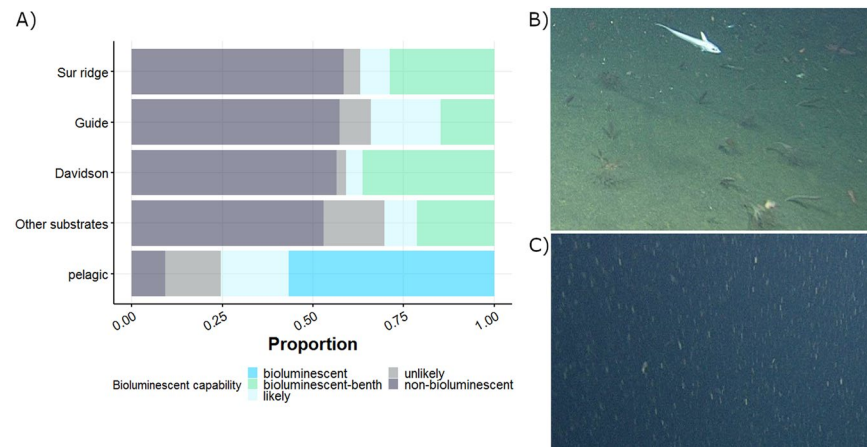 A)
Sur ridge
Guide
Davidson
Other substrates
pelagic
0.00
0.25
0.50
0.75
1.00
Proportion
Bioluminescent capability
bioluminescent
bioluminescent-benth
likely
unlikely
non-bioluminescent
B)
C)